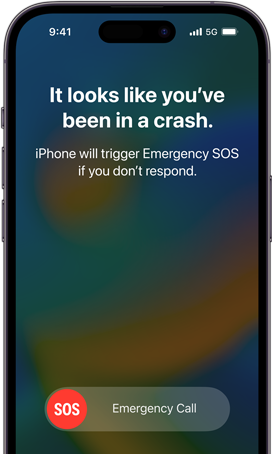 9:41 5G
It looks like you’ve
been in a crash.
iPhone will trigger Emergency SOS
if you don’t respond.
SOS Emergency Call